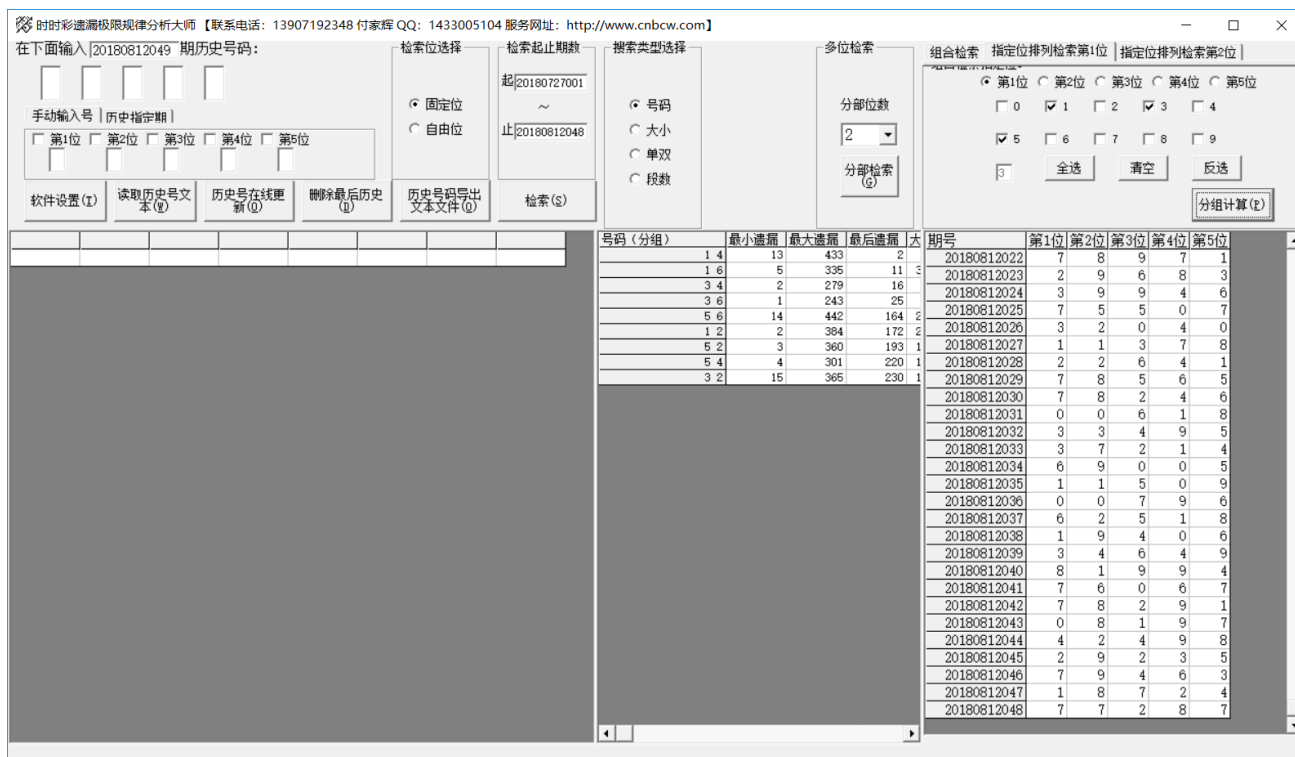 时时彩遗漏极限规律分析大师 【联系电话：13907192348 付家辉 QQ：1433005104 服务网址：http://www.cnbcw.com】
在下面输入 20180812049 期历史号码：
手动输入号 历史指定期
第1位 第2位 第3位 第4位 第5位
软件设置(I) 读取历史号文本(W) 历史号在线更新(O) 删除最后历史(D) 历史号码导出文本文件(O) 检索(S)
检索位选择
固定位
自由位
检索起止期数
起 20180727001
～
止 20180812048
搜索类型选择
号码
大小
单双
段数
多位检索
分部位数
2
分部检索(G)
组合检索 指定位排列检索第1位 指定位排列检索第2位
第1位 第2位 第3位 第4位 第5位
0 1 2 3 4
5 6 7 8 9
3 全选 清空 反选
分组计算(P)
号码（分组） 最小遗漏 最大遗漏 最后遗漏 大
1 4 13 433 2
1 6 5 335 11 3
3 4 2 279 16
3 6 1 243 25
5 6 14 442 164 2
1 2 2 384 172 2
5 2 3 360 193 1
5 4 4 301 220 1
3 2 15 365 230 1
期号 第1位 第2位 第3位 第4位 第5位
20180812022 7 8 9 7 1
20180812023 2 9 6 8 3
20180812024 3 9 9 4 6
20180812025 7 5 5 0 7
20180812026 3 2 0 4 0
20180812027 1 1 3 7 8
20180812028 2 2 6 4 1
20180812029 7 8 5 6 5
20180812030 7 8 2 4 6
20180812031 0 0 6 1 8
20180812032 3 3 4 9 5
20180812033 3 7 2 1 4
20180812034 6 9 0 0 5
20180812035 1 1 5 0 9
20180812036 0 0 7 9 6
20180812037 6 2 5 1 8
20180812038 1 9 4 0 6
20180812039 3 4 6 4 9
20180812040 8 1 9 9 4
20180812041 7 6 0 6 7
20180812042 7 8 2 9 1
20180812043 0 8 1 9 7
20180812044 4 2 4 9 8
20180812045 2 9 2 3 5
20180812046 7 9 4 6 3
20180812047 1 8 7 2 4
20180812048 7 7 2 8 7